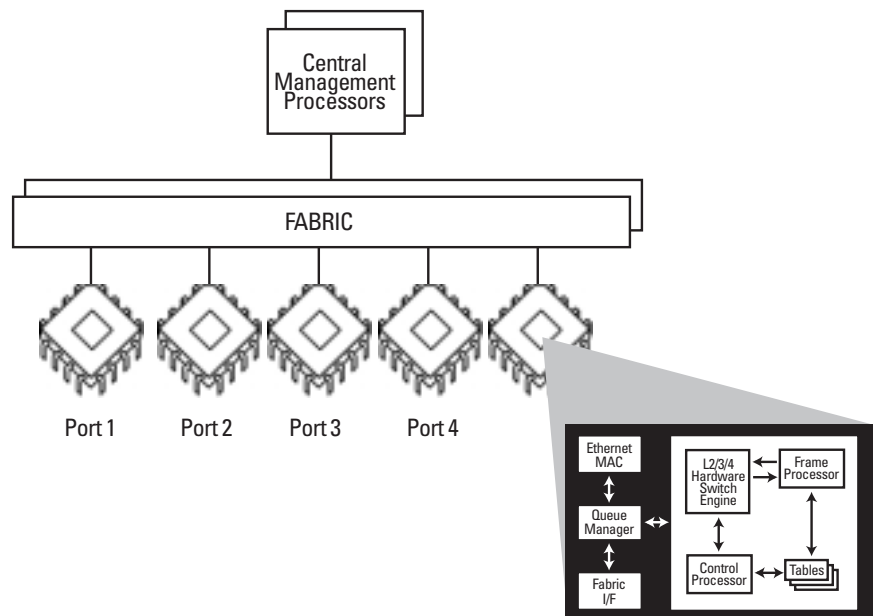 Central
Management
Processors
FABRIC
Port 1
Port 2
Port 3
Port 4
Ethernet
MAC
Queue
Manager
Fabric
I/F
L2/3/4
Hardware
Switch
Engine
Frame
Processor
Control
Processor
Tables